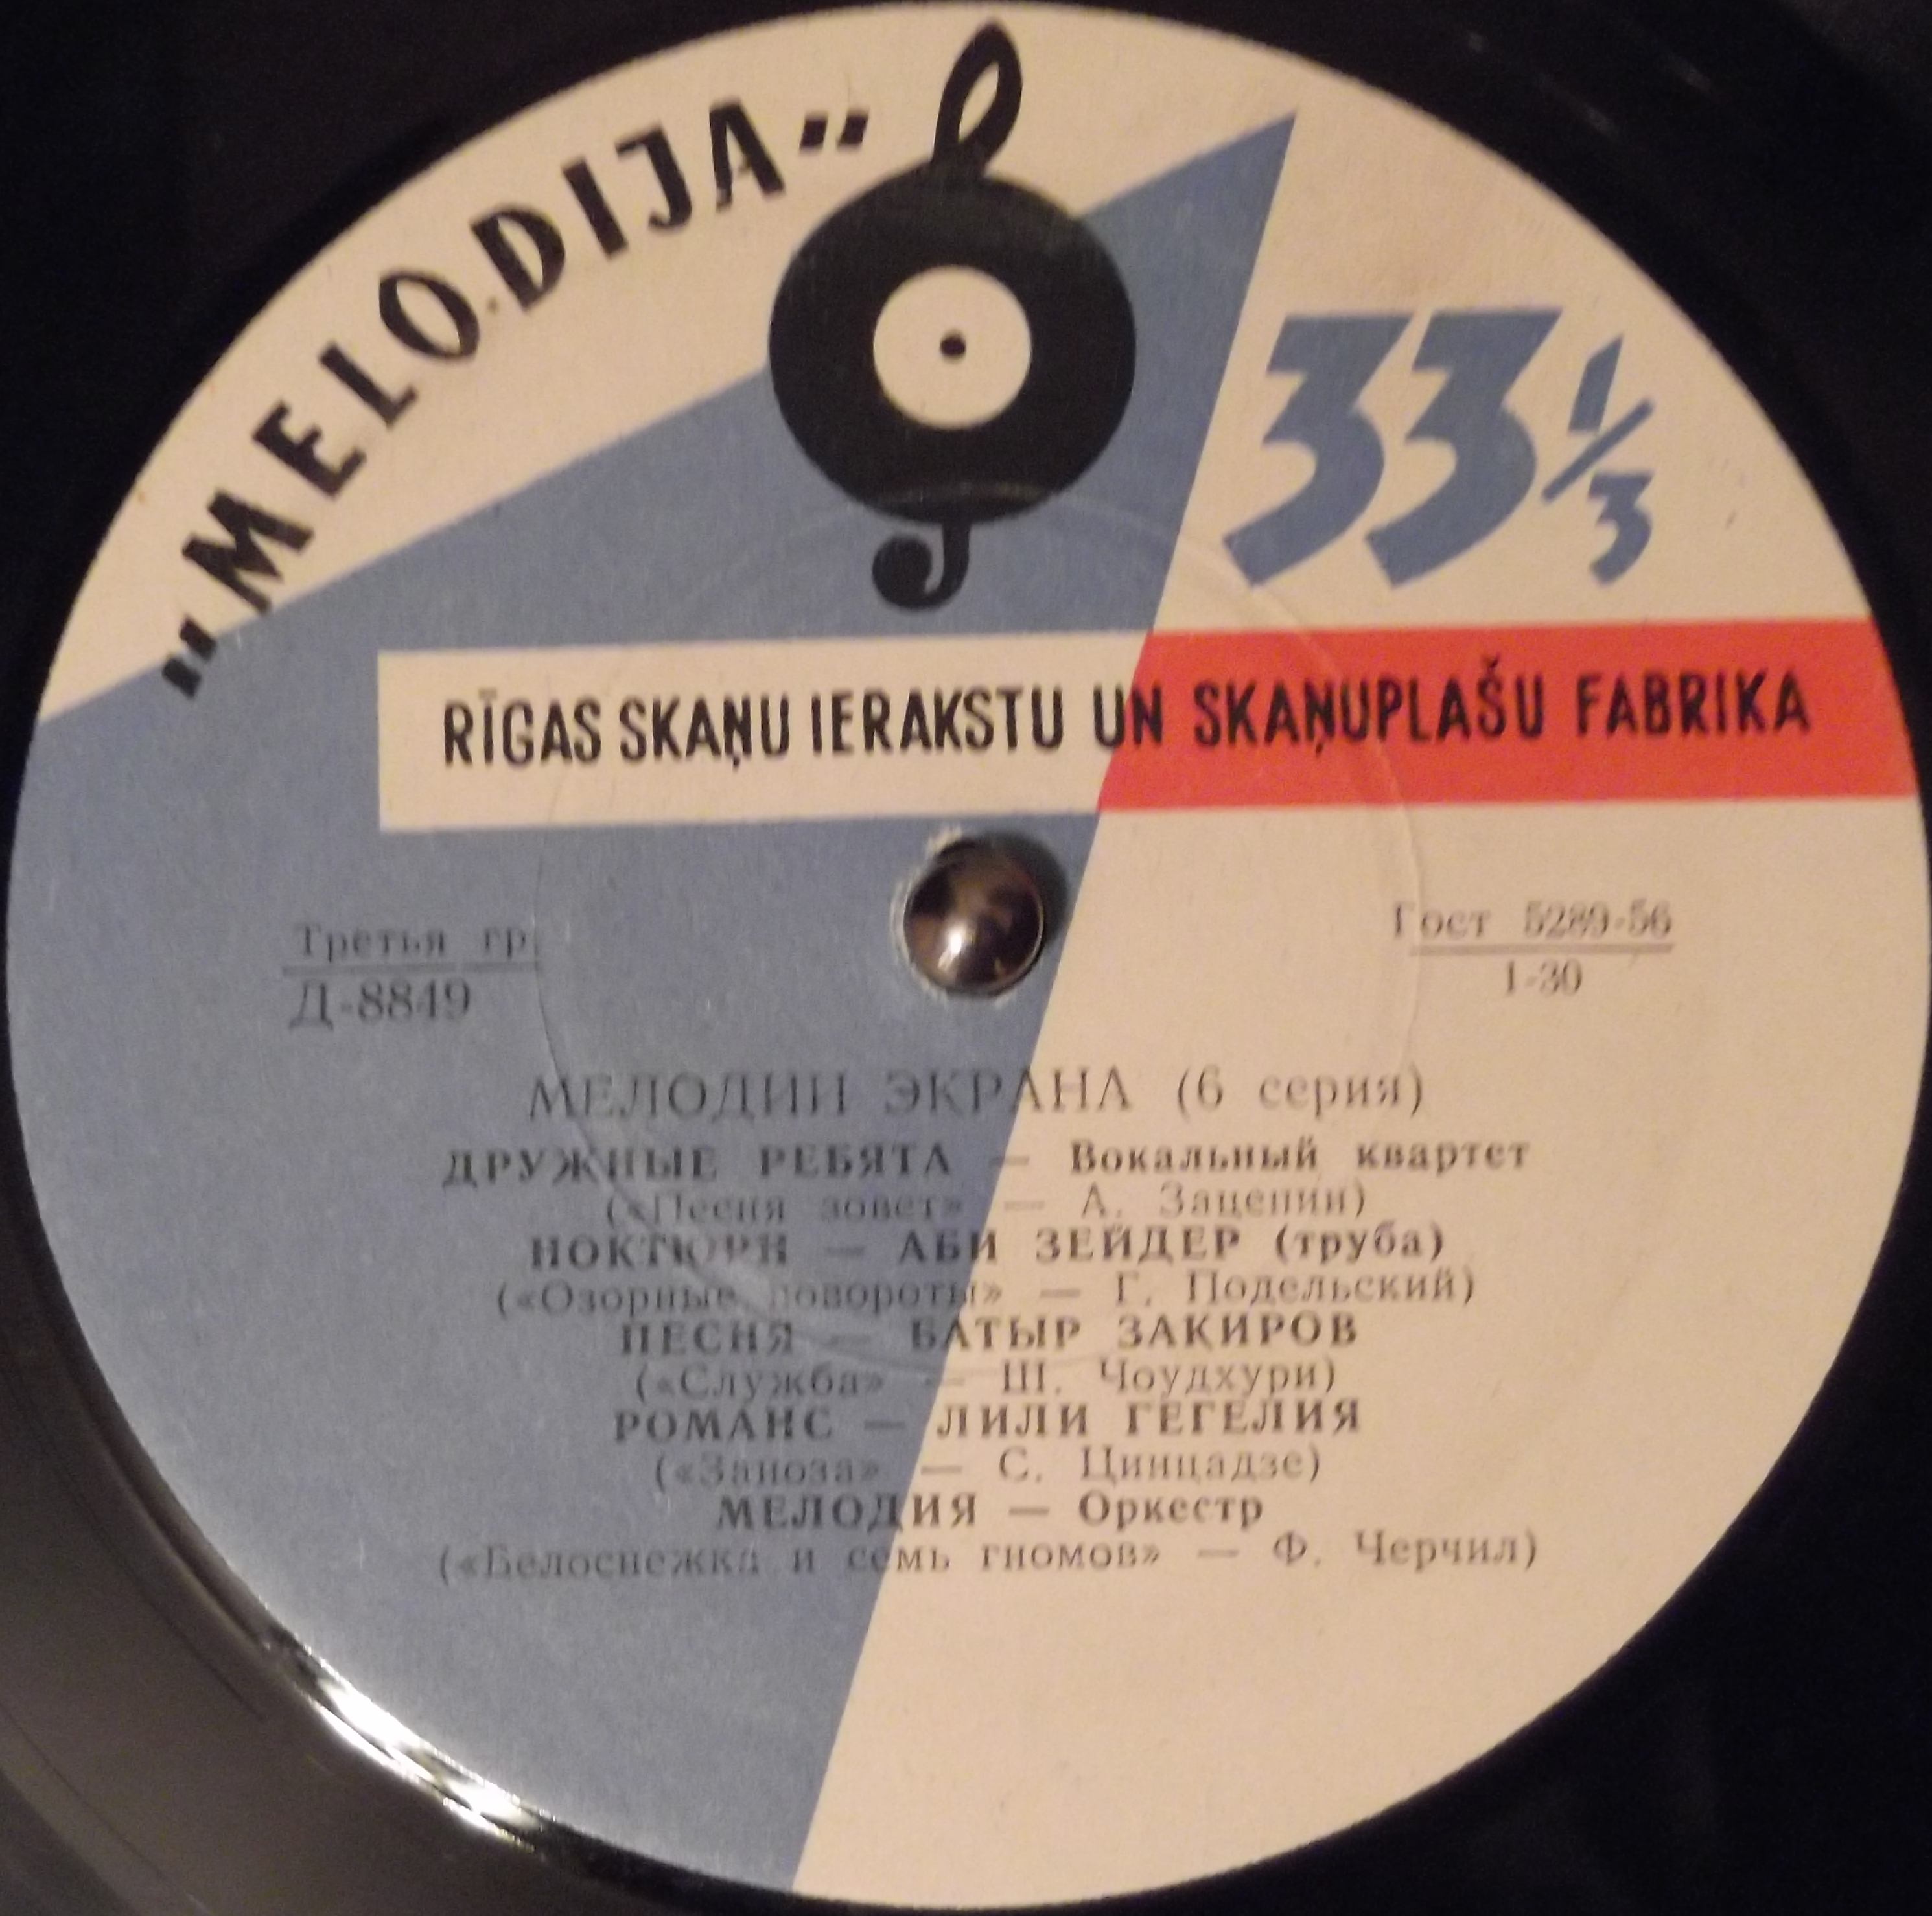 "MELODIJA"
33 1/3
RĪGAS SKAŅU IERAKSTU UN SKAŅUPLAŠU FABRIKA
Третья гр.
Д-8849
Гост 5289-56
1-30
МЕЛОДИИ ЭКРАНА (6 серия)
ДРУЖНЫЕ РЕБЯТА — Вокальный квартет
(«Песня зовет» — А. Зацепин)
НОКТЮРН — АБИ ЗЕЙДЕР (труба)
(«Озорные повороты» — Г. Подельский)
ПЕСНЯ — БАТЫР ЗАКИРОВ
(«Служба» — Ш. Чоудхури)
РОМАНС — ЛИЛИ ГЕГЕЛИЯ
(«Заноза» — С. Цинцадзе)
МЕЛОДИЯ — Оркестр
(«Белоснежка и семь гномов» — Ф. Черчил)